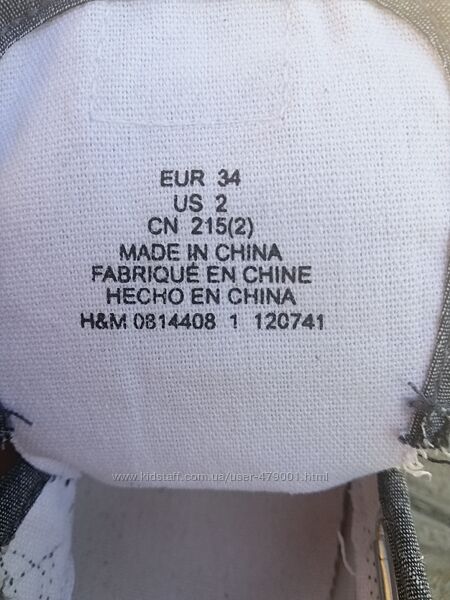 EUR 34
US 2
CN 215(2)
MADE IN CHINA
FABRIQUÉ EN CHINE
HECHO EN CHINA
H&M 0814408 1 120741
www.kidstaff.com.ua/user-479001.html